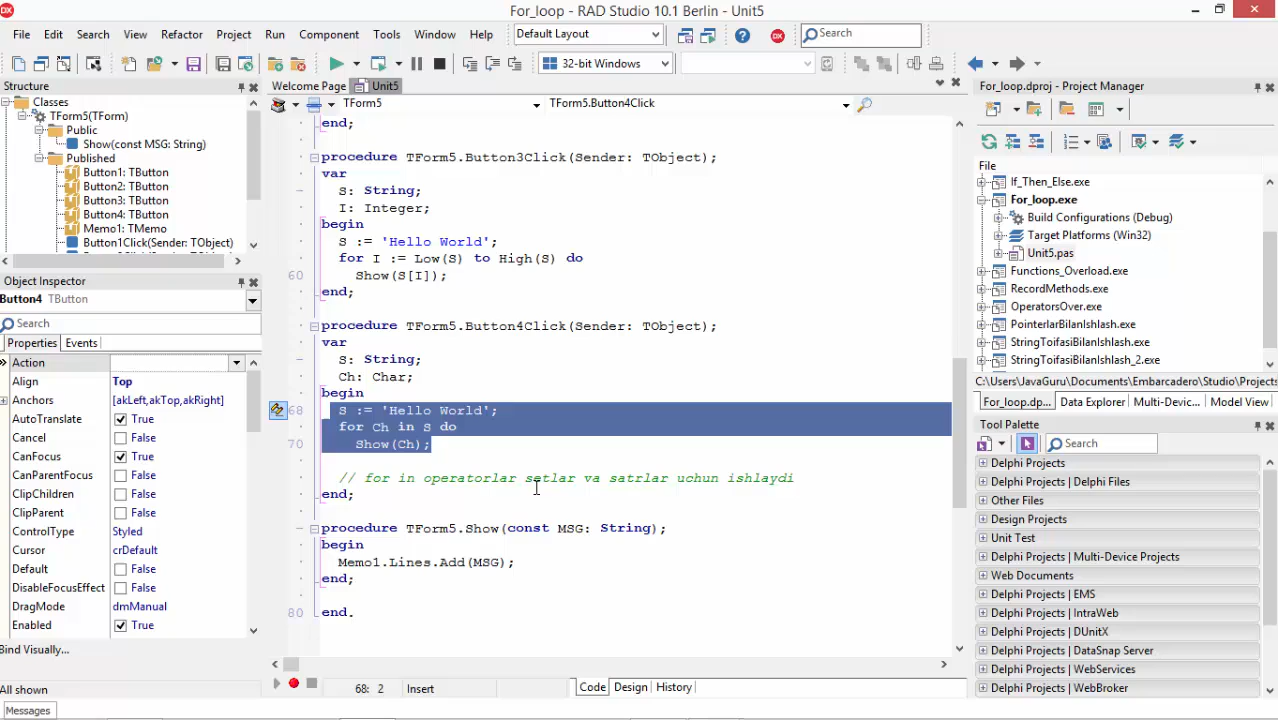 For_loop - RAD Studio 10.1 Berlin - Unit5
File Edit Search View Refactor Project Run Component Tools Window Help Default Layout Search
32-bit Windows
Structure
Classes
TForm5(TForm)
Public
Show(const MSG: String)
Published
Button1: TButton
Button2: TButton
Button3: TButton
Button4: TButton
Memo1: TMemo
Button1Click(Sender: TObject)
Object Inspector
Button4 TButton
Search
Properties Events
Action
Align Top
Anchors [akLeft,akTop,akRight]
AutoTranslate True
Cancel False
CanFocus True
CanParentFocus False
ClipChildren False
ClipParent False
ControlType Styled
Cursor crDefault
Default False
DisableFocusEffect False
DragMode dmManual
Enabled True
Bind Visually...
All shown
Messages
Welcome Page Unit5
TForm5 TForm5.Button4Click
end;
procedure TForm5.Button3Click(Sender: TObject);
var
S: String;
I: Integer;
begin
S := 'Hello World';
for I := Low(S) to High(S) do
60 Show(S[I]);
end;
procedure TForm5.Button4Click(Sender: TObject);
var
S: String;
Ch: Char;
begin
68 S := 'Hello World';
for Ch in S do
70 Show(Ch);
// for in operatorlar setlar va satrlar uchun ishlaydi
end;
procedure TForm5.Show(const MSG: String);
begin
Memo1.Lines.Add(MSG);
end;
80 end.
68: 2 Insert Code Design History
For_loop.dproj - Project Manager
File
If_Then_Else.exe
For_loop.exe
Build Configurations (Debug)
Target Platforms (Win32)
Unit5.pas
Functions_Overload.exe
RecordMethods.exe
OperatorsOver.exe
PointerlarBilanIshlash.exe
StringToifasiBilanIshlash.exe
StringToifasiBilanIshlash_2.exe
C:\Users\JavaGuru\Documents\Embarcadero\Studio\Projects
For_loop.dp... Data Explorer Multi-Devic... Model View
Tool Palette
Search
Delphi Projects
Delphi Projects | Delphi Files
Other Files
Design Projects
Unit Test
Delphi Projects | Multi-Device Projects
Web Documents
Delphi Projects | EMS
Delphi Projects | IntraWeb
Delphi Projects | DUnitX
Delphi Projects | DataSnap Server
Delphi Projects | WebServices
Delphi Projects | WebBroker